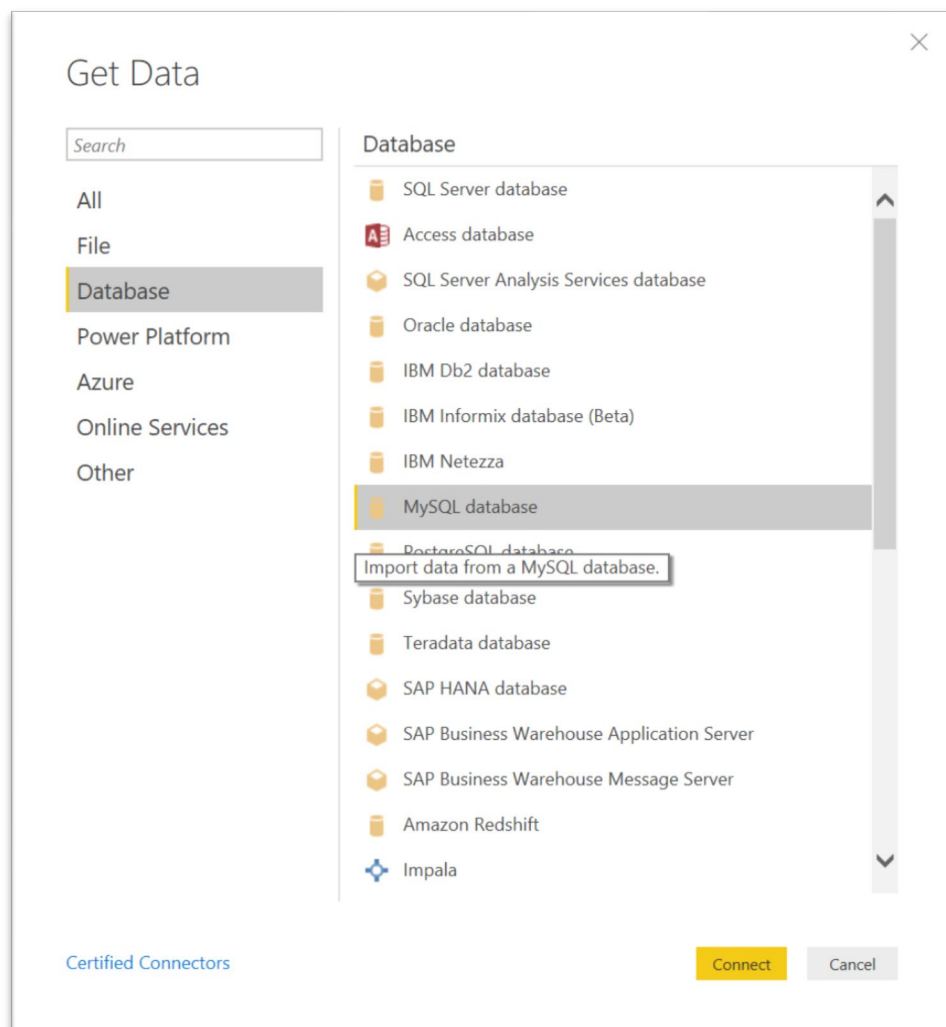 Get Data
Search
All
File
Database
Power Platform
Azure
Online Services
Other
Database
SQL Server database
Access database
SQL Server Analysis Services database
Oracle database
IBM Db2 database
IBM Informix database (Beta)
IBM Netezza
MySQL database
PostgreSQL database
Import data from a MySQL database.
Sybase database
Teradata database
SAP HANA database
SAP Business Warehouse Application Server
SAP Business Warehouse Message Server
Amazon Redshift
Impala
Certified Connectors
Connect
Cancel